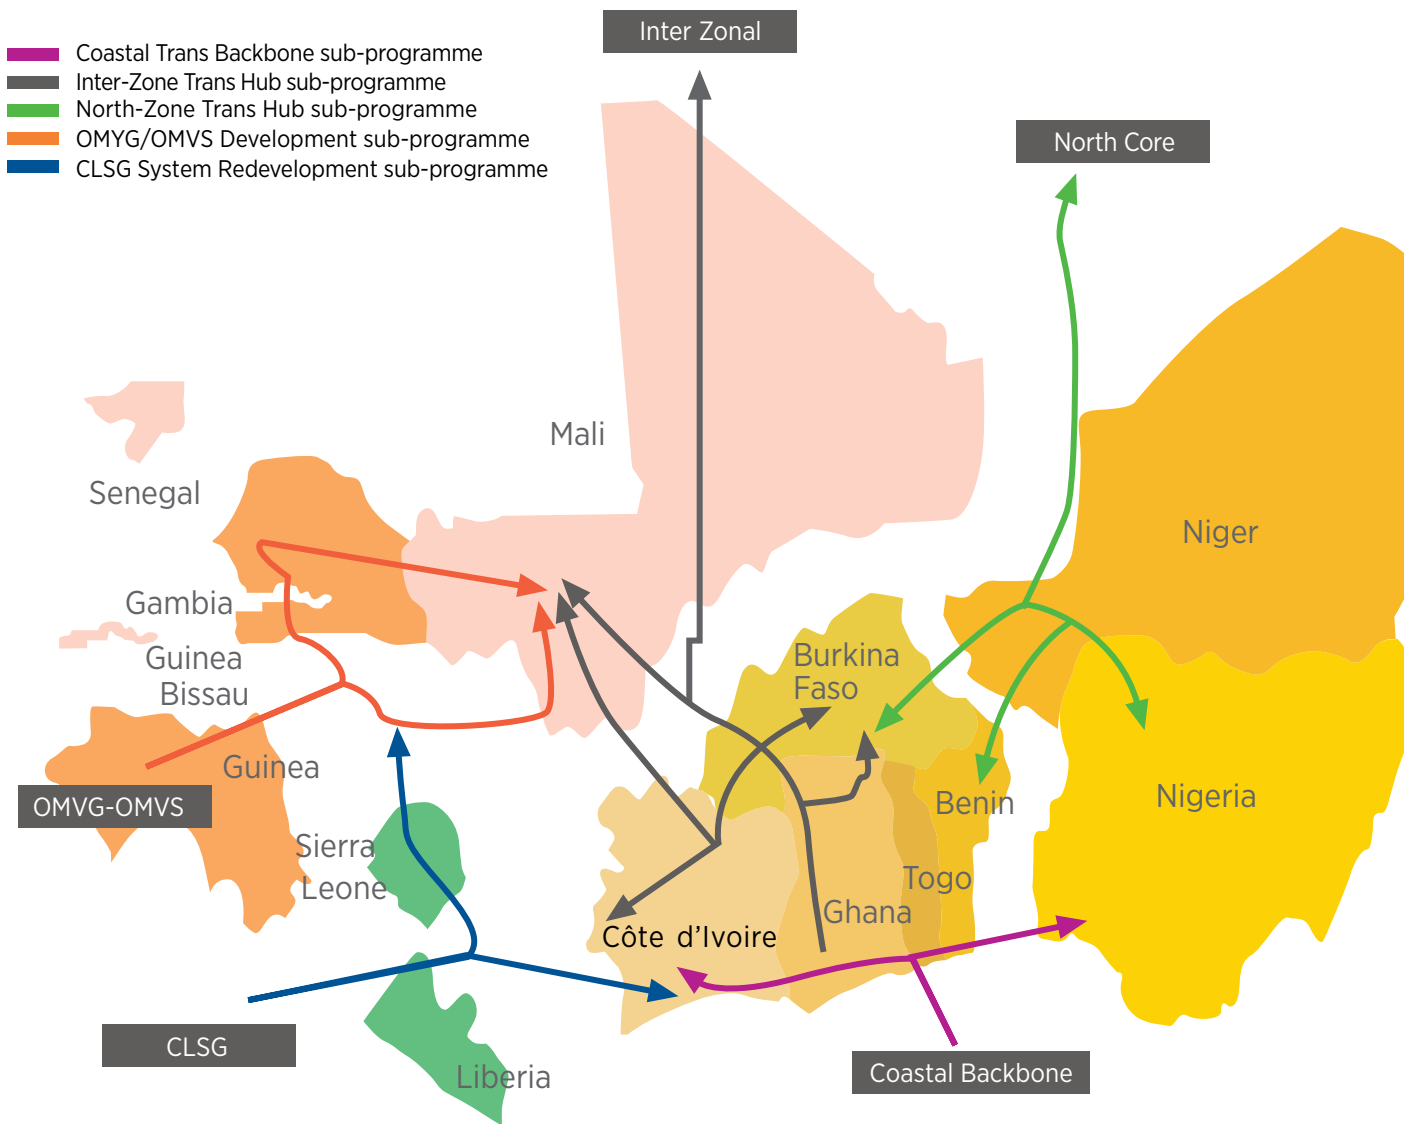 Inter Zonal
Coastal Trans Backbone sub-programme
Inter-Zone Trans Hub sub-programme
North-Zone Trans Hub sub-programme
OMYG/OMVS Development sub-programme
CLSG System Redevelopment sub-programme
North Core
Mali
Senegal
Niger
Gambia
Guinea
Bissau
Burkina
Faso
Guinea
OMVG-OMVS
Benin
Nigeria
Sierra
Leone
Togo
Ghana
Côte d'Ivoire
CLSG
Liberia
Coastal Backbone